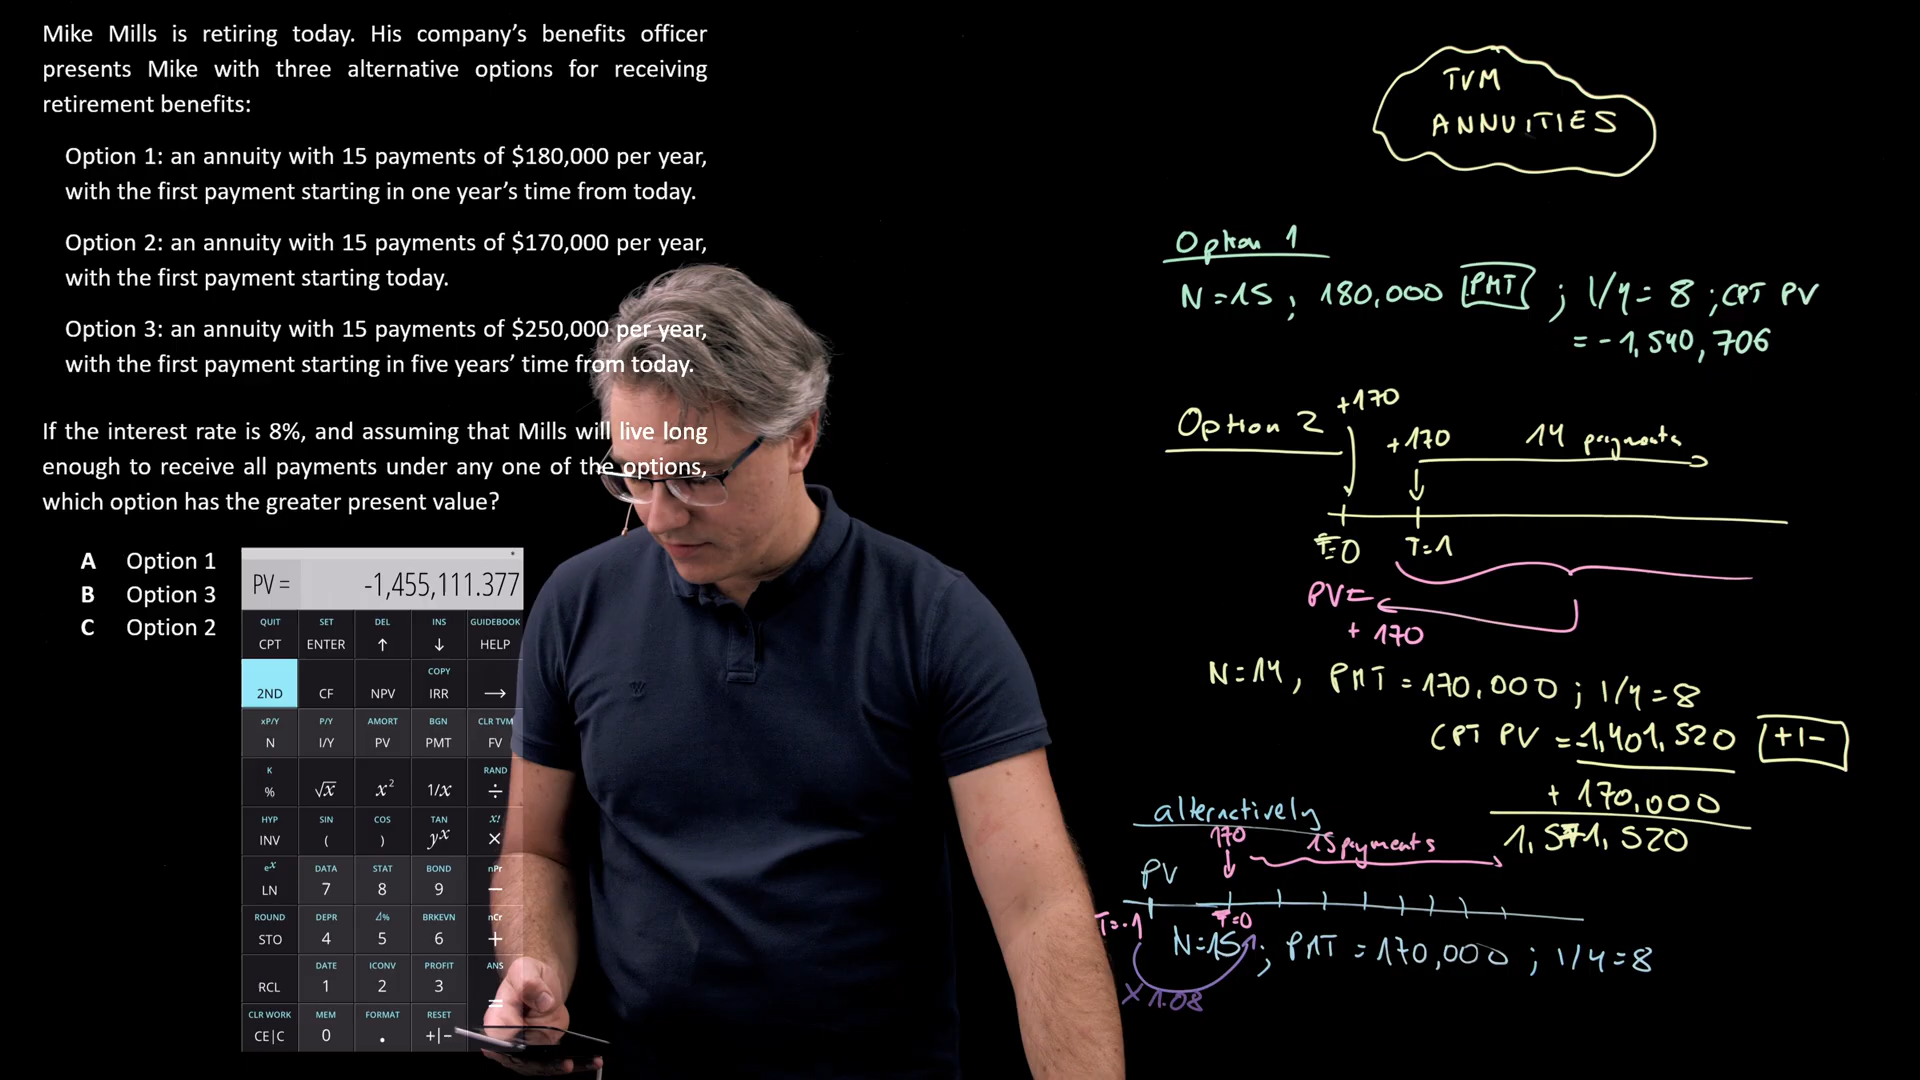 Mike Mills is retiring today. His company’s benefits officer
presents Mike with three alternative options for receiving
retirement benefits:
Option 1: an annuity with 15 payments of $180,000 per year,
with the first payment starting in one year’s time from today.
Option 2: an annuity with 15 payments of $170,000 per year,
with the first payment starting today.
Option 3: an annuity with 15 payments of $250,000 per year,
with the first payment starting in five years’ time from today.
If the interest rate is 8%, and assuming that Mills will live long
enough to receive all payments under any one of the options,
which option has the greater present value?
A Option 1
B Option 3
C Option 2
PV = -1,455,111.377
QUIT SET DEL INS GUIDEBOOK
CPT ENTER ↑ ↓ HELP
COPY
2ND CF NPV IRR →
xP/Y P/Y AMORT BGN CLR TVM
N I/Y PV PMT FV
K RAND
% √x x² 1/x ÷
HYP SIN COS TAN x!
INV ( ) yˣ ×
eˣ DATA STAT BOND nPr
LN 7 8 9 −
ROUND DEPR Δ% BRKEVN nCr
STO 4 5 6 +
DATE ICONV PROFIT ANS
RCL 1 2 3 =
CLR WORK MEM FORMAT RESET
CE|C 0 . +|-
TVM
ANNUITIES
Option 1
N=15; 180,000 PMT; I/Y=8; CPT PV
= -1,540,706
Option 2
+170
+170 14 payments
T=0 T=1
PV=
+ 170
N=14, PMT = 170,000; I/Y=8
CPT PV = -1,401,520 +|-
+ 170,000
1,571,520
alternatively
170 15 payments
PV
T=-1 T=0
N=15; PMT = 170,000; I/Y=8
× 1.08